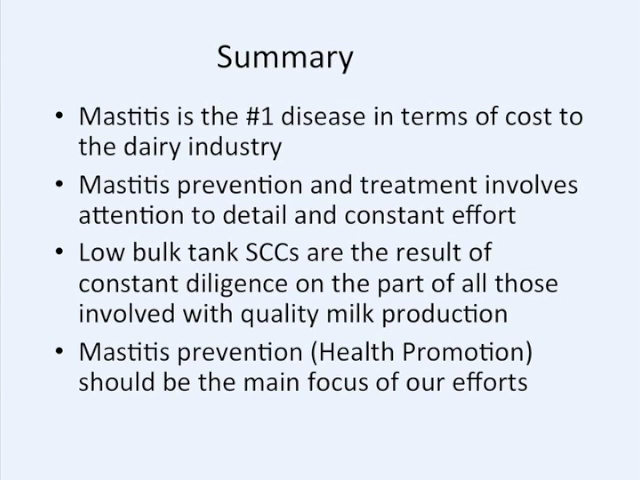 Summary
• Mastitis is the #1 disease in terms of cost to
the dairy industry
• Mastitis prevention and treatment involves
attention to detail and constant effort
• Low bulk tank SCCs are the result of
constant diligence on the part of all those
involved with quality milk production
• Mastitis prevention (Health Promotion)
should be the main focus of our efforts